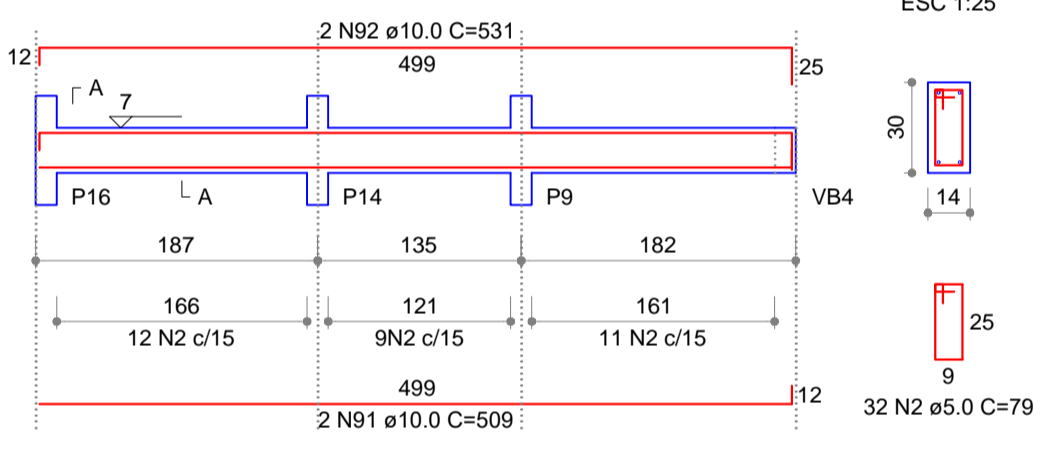 ESC 1:25
2 N92 ø10.0 C=531
12
499
25
A
7
30
A
P16
P14
P9
VB4
14
187
135
182
166
121
161
12 N2 c/15
9N2 c/15
11 N2 c/15
25
9
499
12
2 N91 ø10.0 C=509
32 N2 ø5.0 C=79